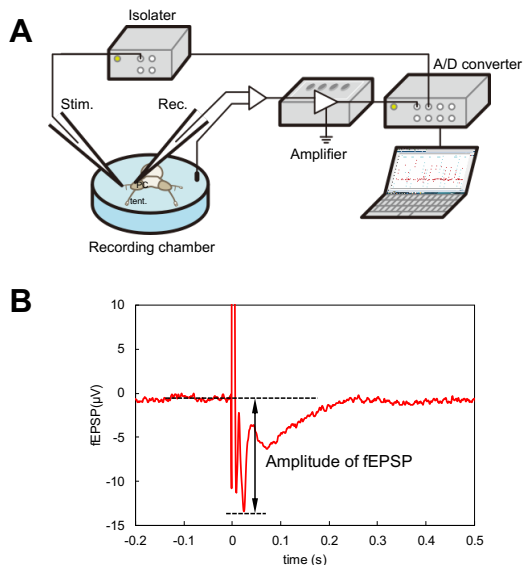 A
Isolater
A/D converter
Stim.
Rec.
Amplifier
PC
tent.
Recording chamber
B
10
5
0
-5
-10
-15
fEPSP(μV)
Amplitude of fEPSP
-0.2
-0.1
0
0.1
0.2
0.3
0.4
0.5
time (s)